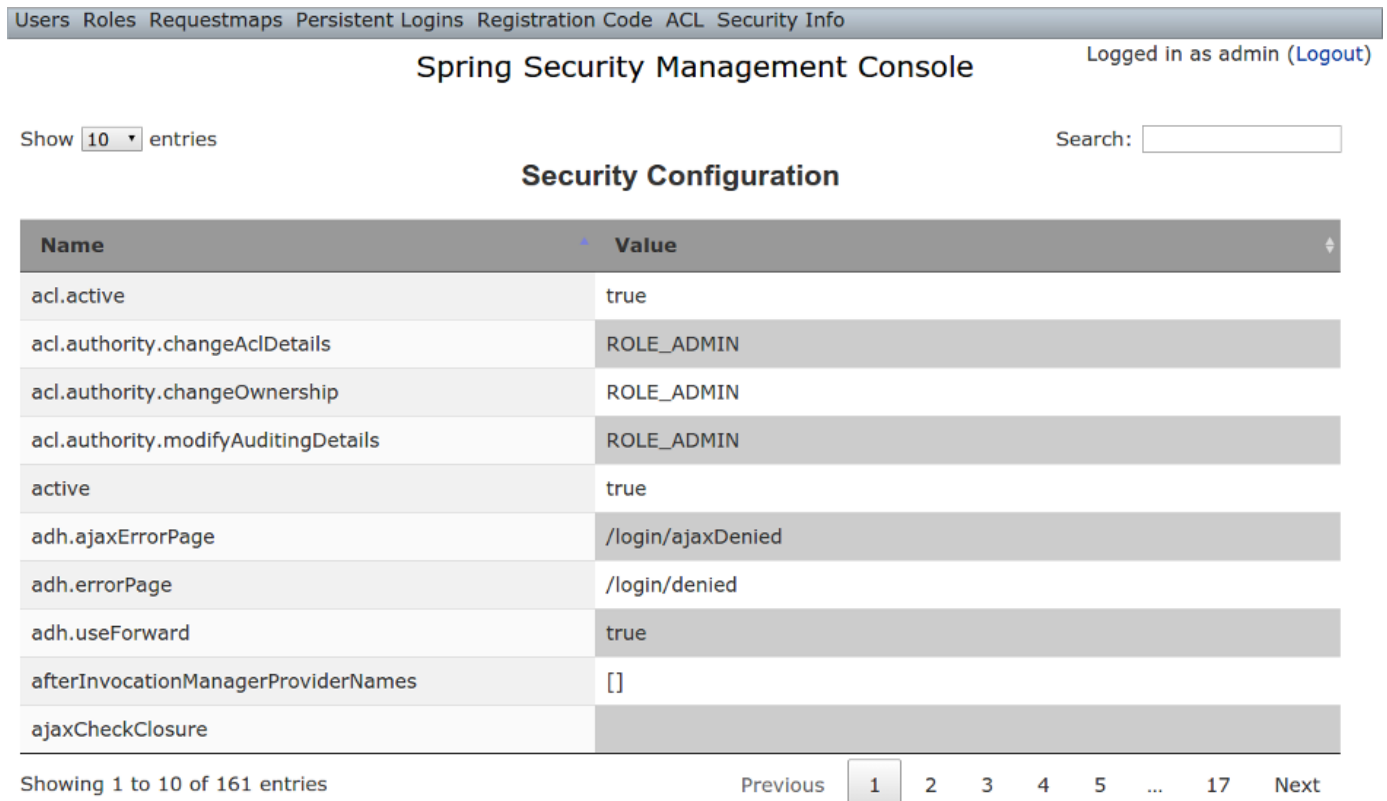 Users Roles Requestmaps Persistent Logins Registration Code ACL Security Info
Logged in as admin (Logout)
Spring Security Management Console
Show 10 entries Search:
Security Configuration
Name Value
acl.active true
acl.authority.changeAclDetails ROLE_ADMIN
acl.authority.changeOwnership ROLE_ADMIN
acl.authority.modifyAuditingDetails ROLE_ADMIN
active true
adh.ajaxErrorPage /login/ajaxDenied
adh.errorPage /login/denied
adh.useForward true
afterInvocationManagerProviderNames []
ajaxCheckClosure
Showing 1 to 10 of 161 entries Previous 1 2 3 4 5 ... 17 Next